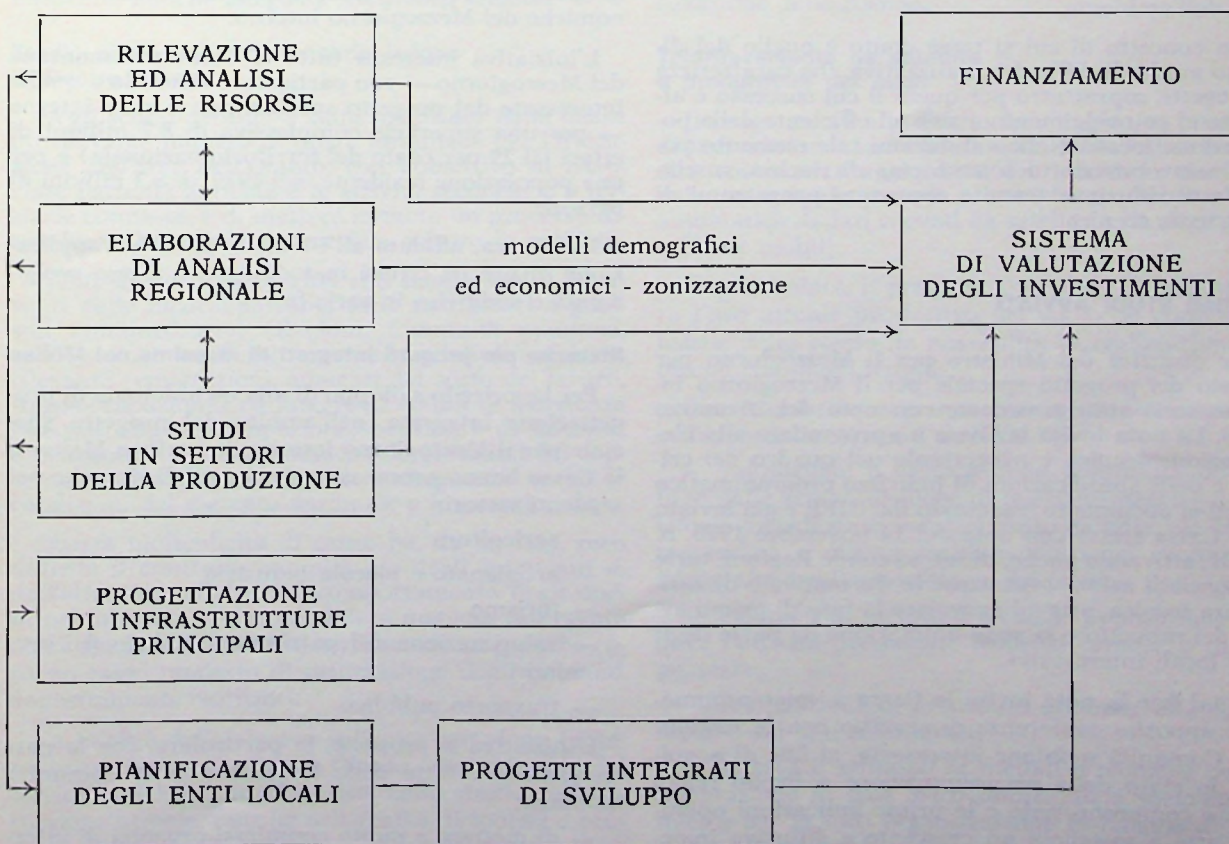 RILEVAZIONE
ED ANALISI
DELLE RISORSE
FINANZIAMENTO
ELABORAZIONI
DI ANALISI
REGIONALE
modelli demografici
ed economici - zonizzazione
SISTEMA
DI VALUTAZIONE
DEGLI INVESTIMENTI
STUDI
IN SETTORI
DELLA PRODUZIONE
PROGETTAZIONE
DI INFRASTRUTTURE
PRINCIPALI
PIANIFICAZIONE
DEGLI ENTI LOCALI
PROGETTI INTEGRATI
DI SVILUPPO